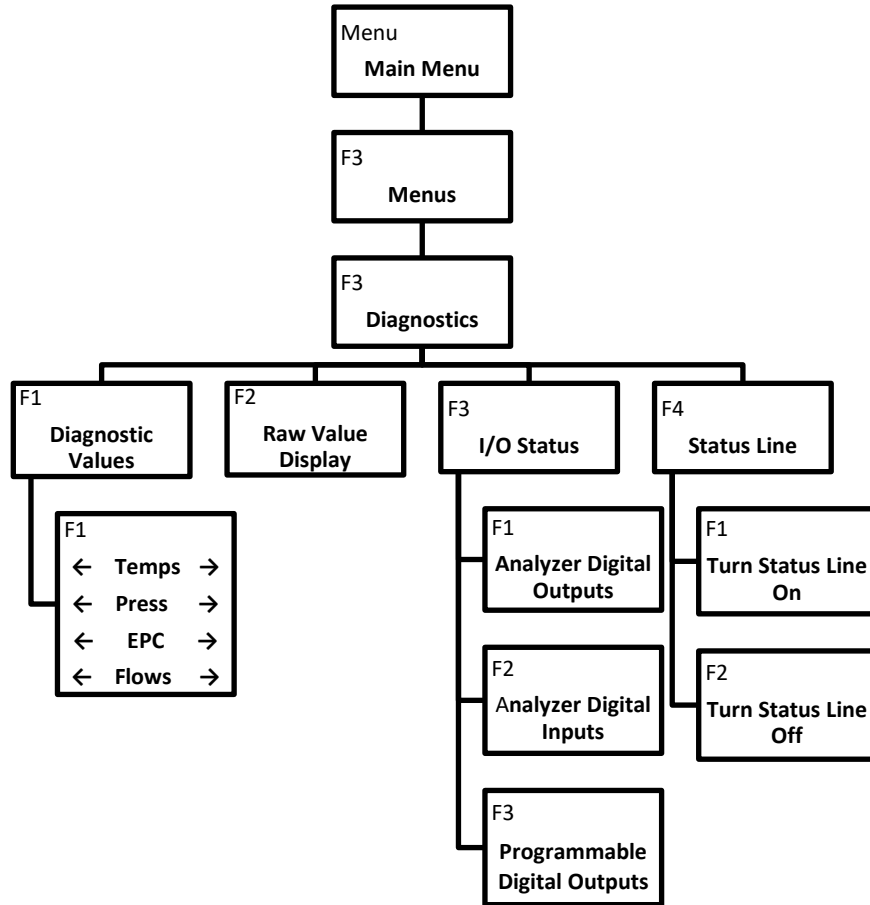 Menu
Main Menu
F3
Menus
F3
Diagnostics
F1
Diagnostic
Values
F2
Raw Value
Display
F3
I/O Status
F4
Status Line
F1
← Temps →
← Press →
← EPC →
← Flows →
F1
Analyzer Digital
Outputs
F2
Analyzer Digital
Inputs
F3
Programmable
Digital Outputs
F1
Turn Status Line
On
F2
Turn Status Line
Off